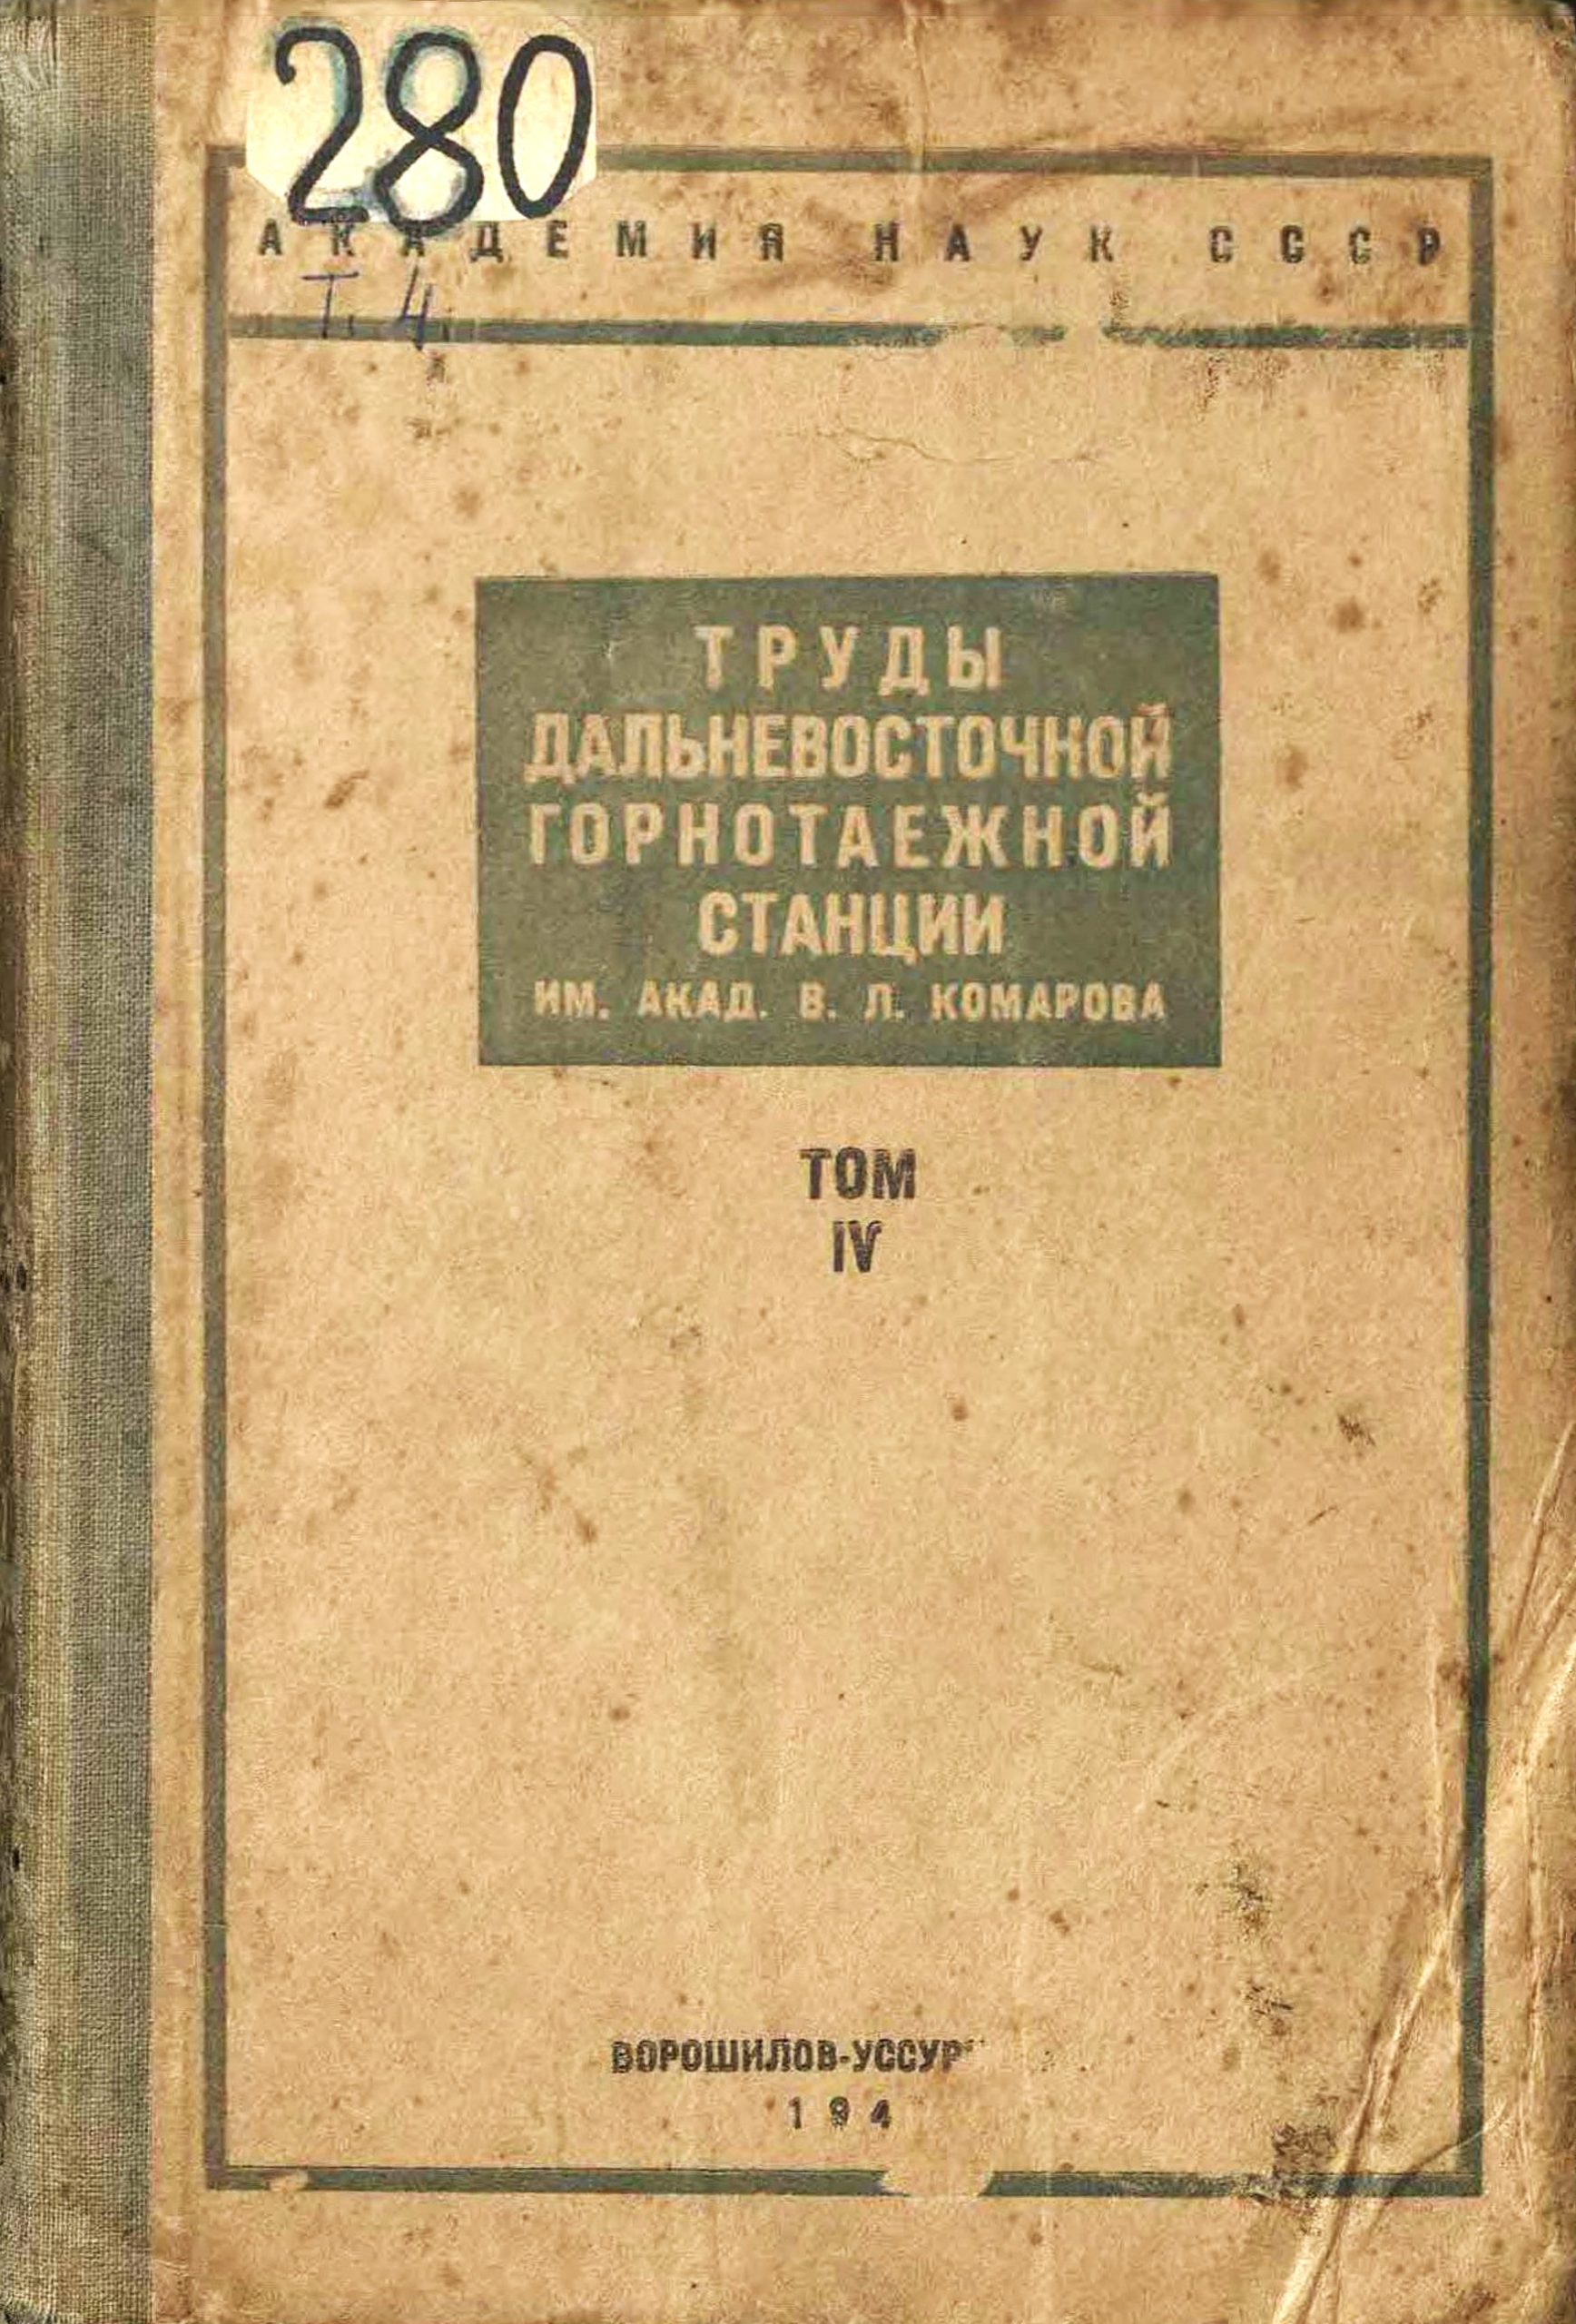 280
АКАДЕМИЯ НАУК СССР
Т. 4.
ТРУДЫ
ДАЛЬНЕВОСТОЧНОЙ
ГОРНОТАЕЖНОЙ
СТАНЦИИ
ИМ. АКАД. В. Л. КОМАРОВА
ТОМ
IV
ВОРОШИЛОВ-УССУР
194